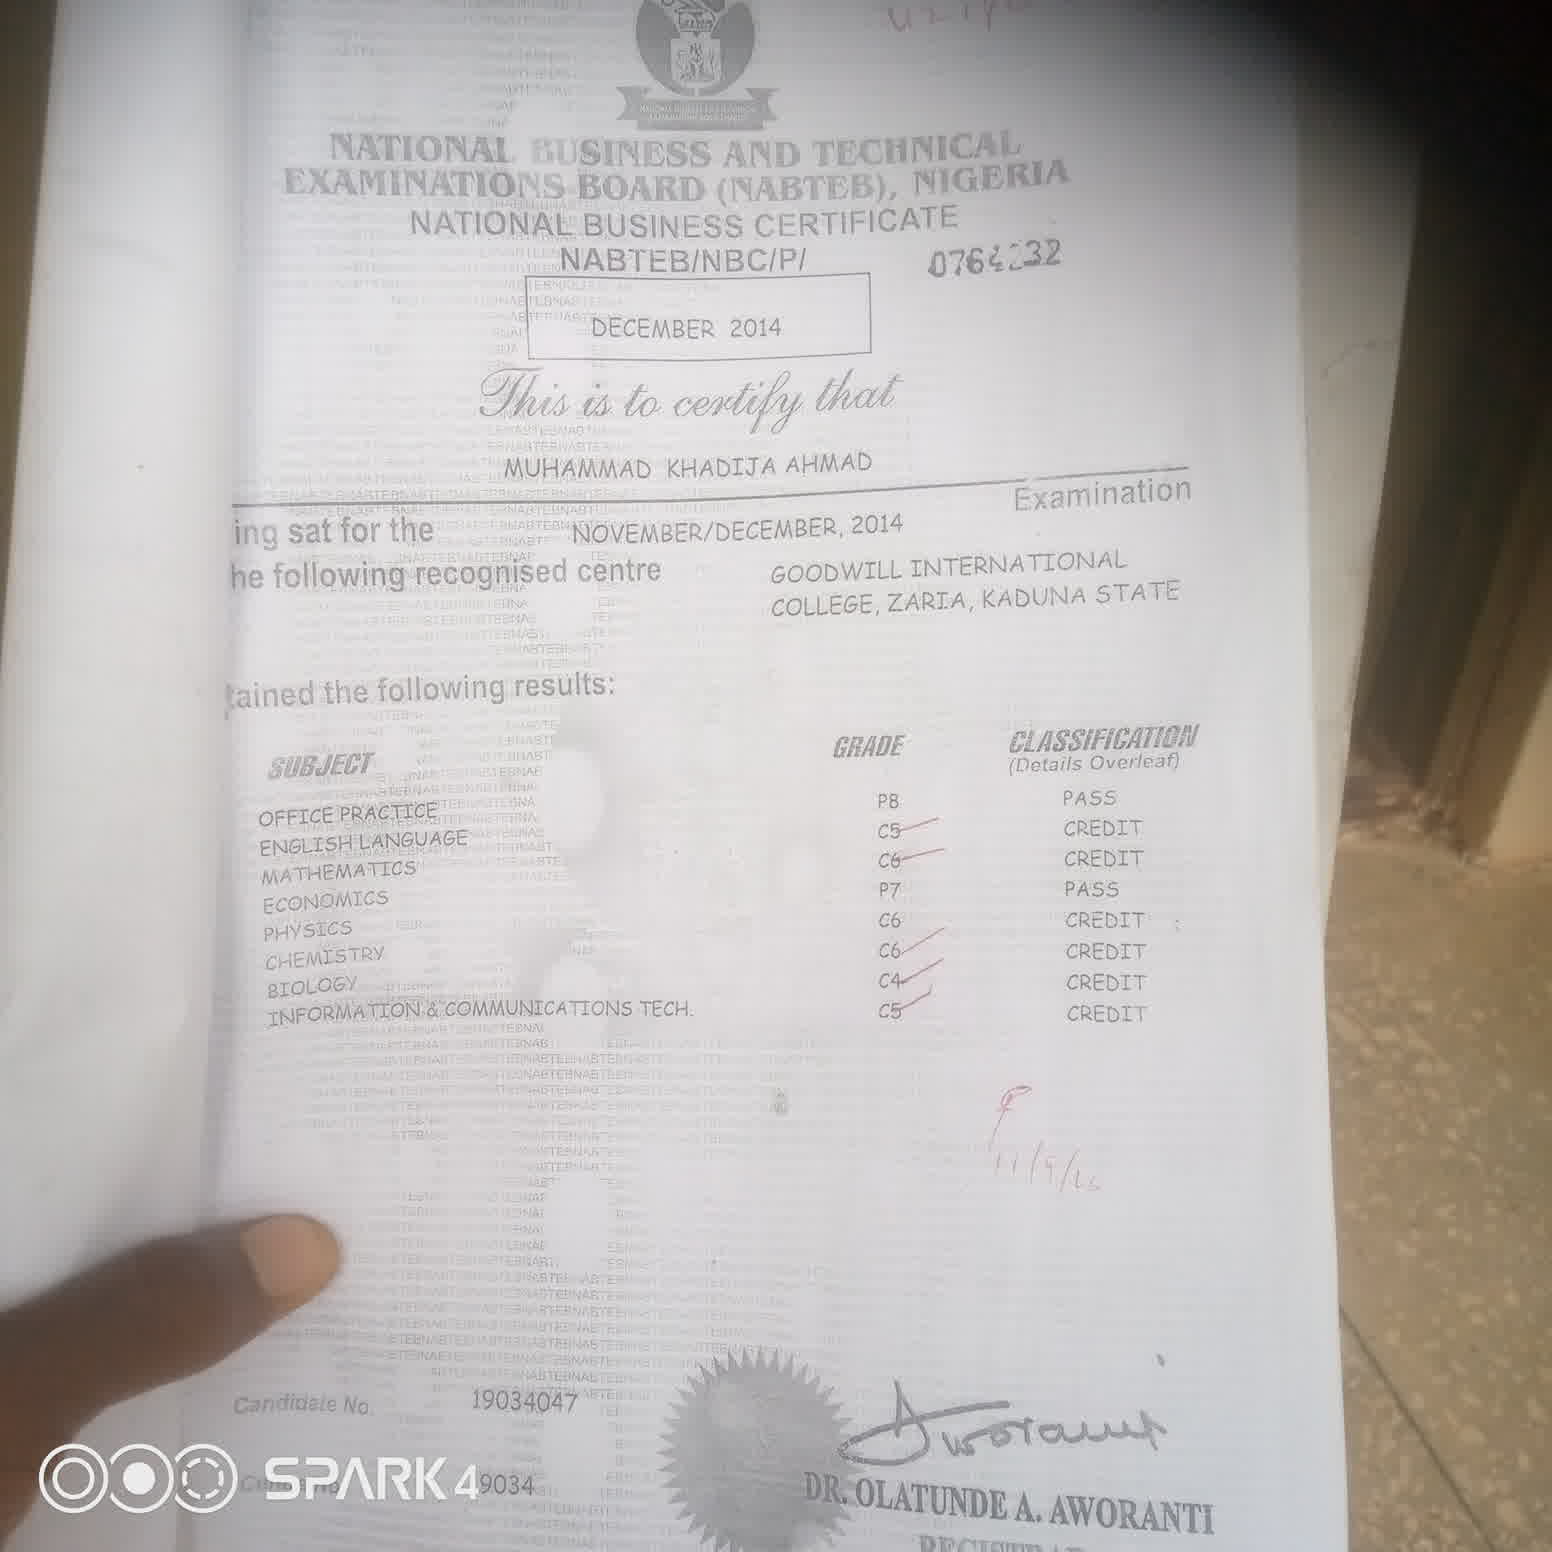 NATIONAL BUSINESS AND TECHNICAL
EXAMINATIONS BOARD (NABTEB), NIGERIA
NATIONAL BUSINESS CERTIFICATE
NABTEB/NBC/P/
DECEMBER 2014
This is to certify that
MUHAMMAD KHADIJA AHMAD
Examination
ing sat for the NOVEMBER/DECEMBER, 2014
he following recognised centre GOODWILL INTERNATIONAL
COLLEGE, ZARIA, KADUNA STATE
tained the following results:
SUBJECT GRADE CLASSIFICATION
(Details Overleaf)
OFFICE PRACTICE P8 PASS
ENGLISH LANGUAGE C5 CREDIT
MATHEMATICS C6 CREDIT
ECONOMICS P7 PASS
PHYSICS C6 CREDIT
CHEMISTRY C6 CREDIT
BIOLOGY C4 CREDIT
INFORMATION & COMMUNICATIONS TECH. C5 CREDIT
Candidate No. 19034047
9034
SPARK 4
DR. OLATUNDE A. AWORANTI